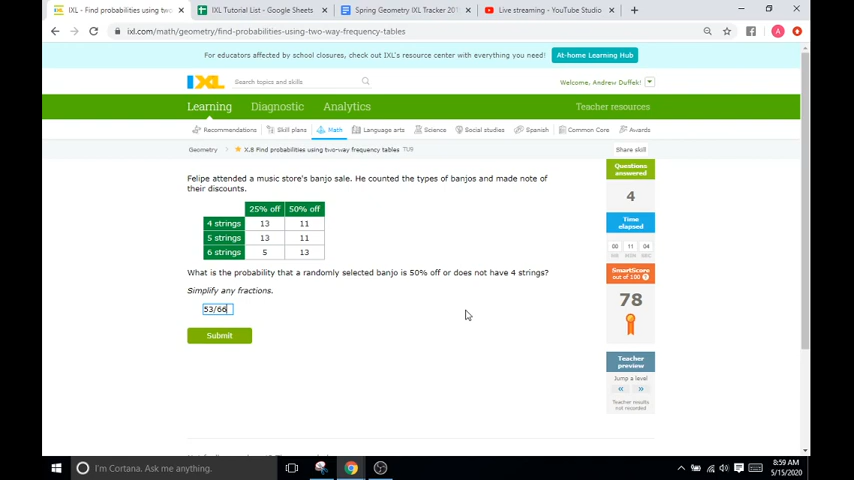 IXL - Find probabilities using two-
IXL Tutorial List - Google Sheets
Spring Geometry IXL Tracker 201
Live streaming - YouTube Studio
ixl.com/math/geometry/find-probabilities-using-two-way-frequency-tables
A
For educators affected by school closures, check out IXL's resource center with everything you need!
At-home Learning Hub
IXL
Search topics and skills
Welcome, Andrew Duffek!
Learning
Diagnostic
Analytics
Teacher resources
Recommendations
Skill plans
Math
Language arts
Science
Social studies
Spanish
Common Core
Awards
Geometry
X.8 Find probabilities using two-way frequency tables
Share skill
Felipe attended a music store's banjo sale. He counted the types of banjos and made note of
their discounts.
25% off 50% off
4 strings 13 11
5 strings 13 11
6 strings 5 13
What is the probability that a randomly selected banjo is 50% off or does not have 4 strings?
Simplify any fractions.
53/66
Submit
Questions
answered
4
Time
elapsed
00 11 04
SmartScore
out of 100
78
Teacher
preview
Jump a level
« »
Teacher results
not recorded
I'm Cortana. Ask me anything.
8:59 AM
5/15/2020